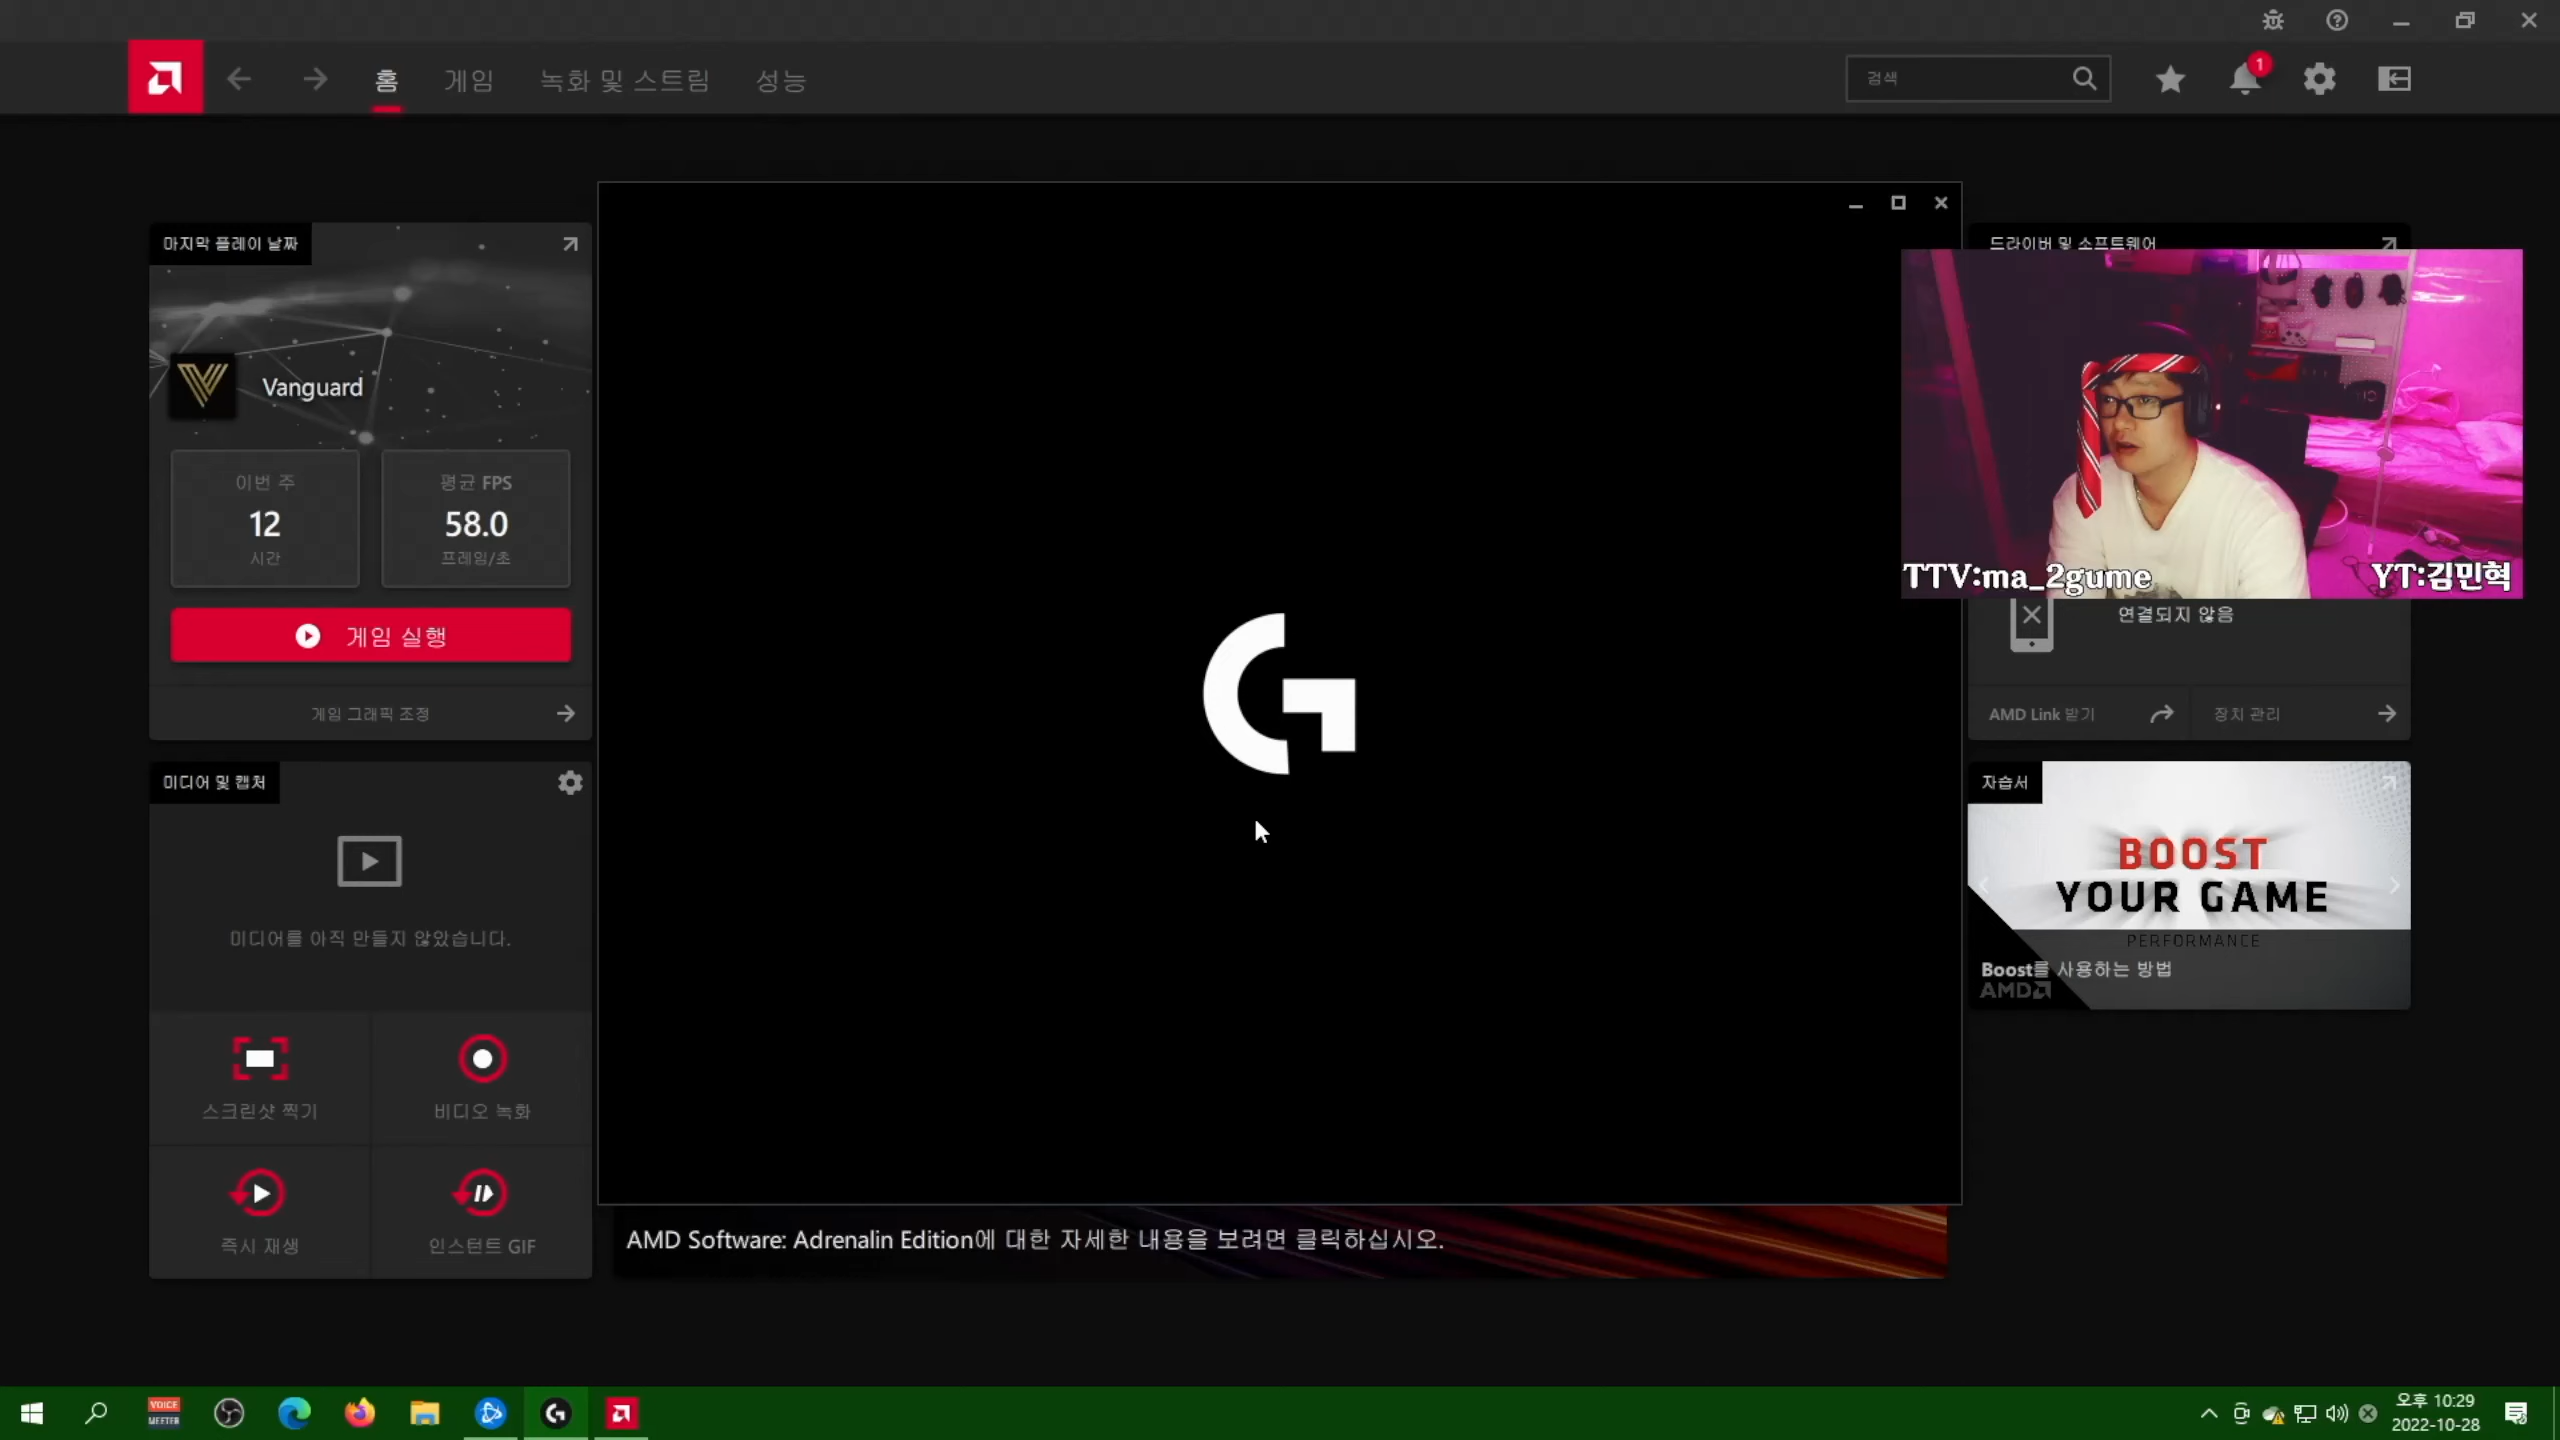 홈
게임
녹화 및 스트림
성능
검색
1
마지막 플레이 날짜
Vanguard
이번 주
12
시간
평균 FPS
58.0
프레임/초
게임 실행
게임 그래픽 조정
미디어 및 캡처
미디어를 아직 만들지 않았습니다.
스크린샷 찍기
비디오 녹화
즉시 재생
인스턴트 GIF
AMD Software: Adrenalin Edition에 대한 자세한 내용을 보려면 클릭하십시오.
드라이버 및 소프트웨어
TTV:ma_2gume
YT:김민혁
연결되지 않음
AMD Link 받기
장치 관리
자습서
BOOST
YOUR GAME
PERFORMANCE
Boost를 사용하는 방법
AMD
VOICE
MEETER
오후 10:29
2022-10-28